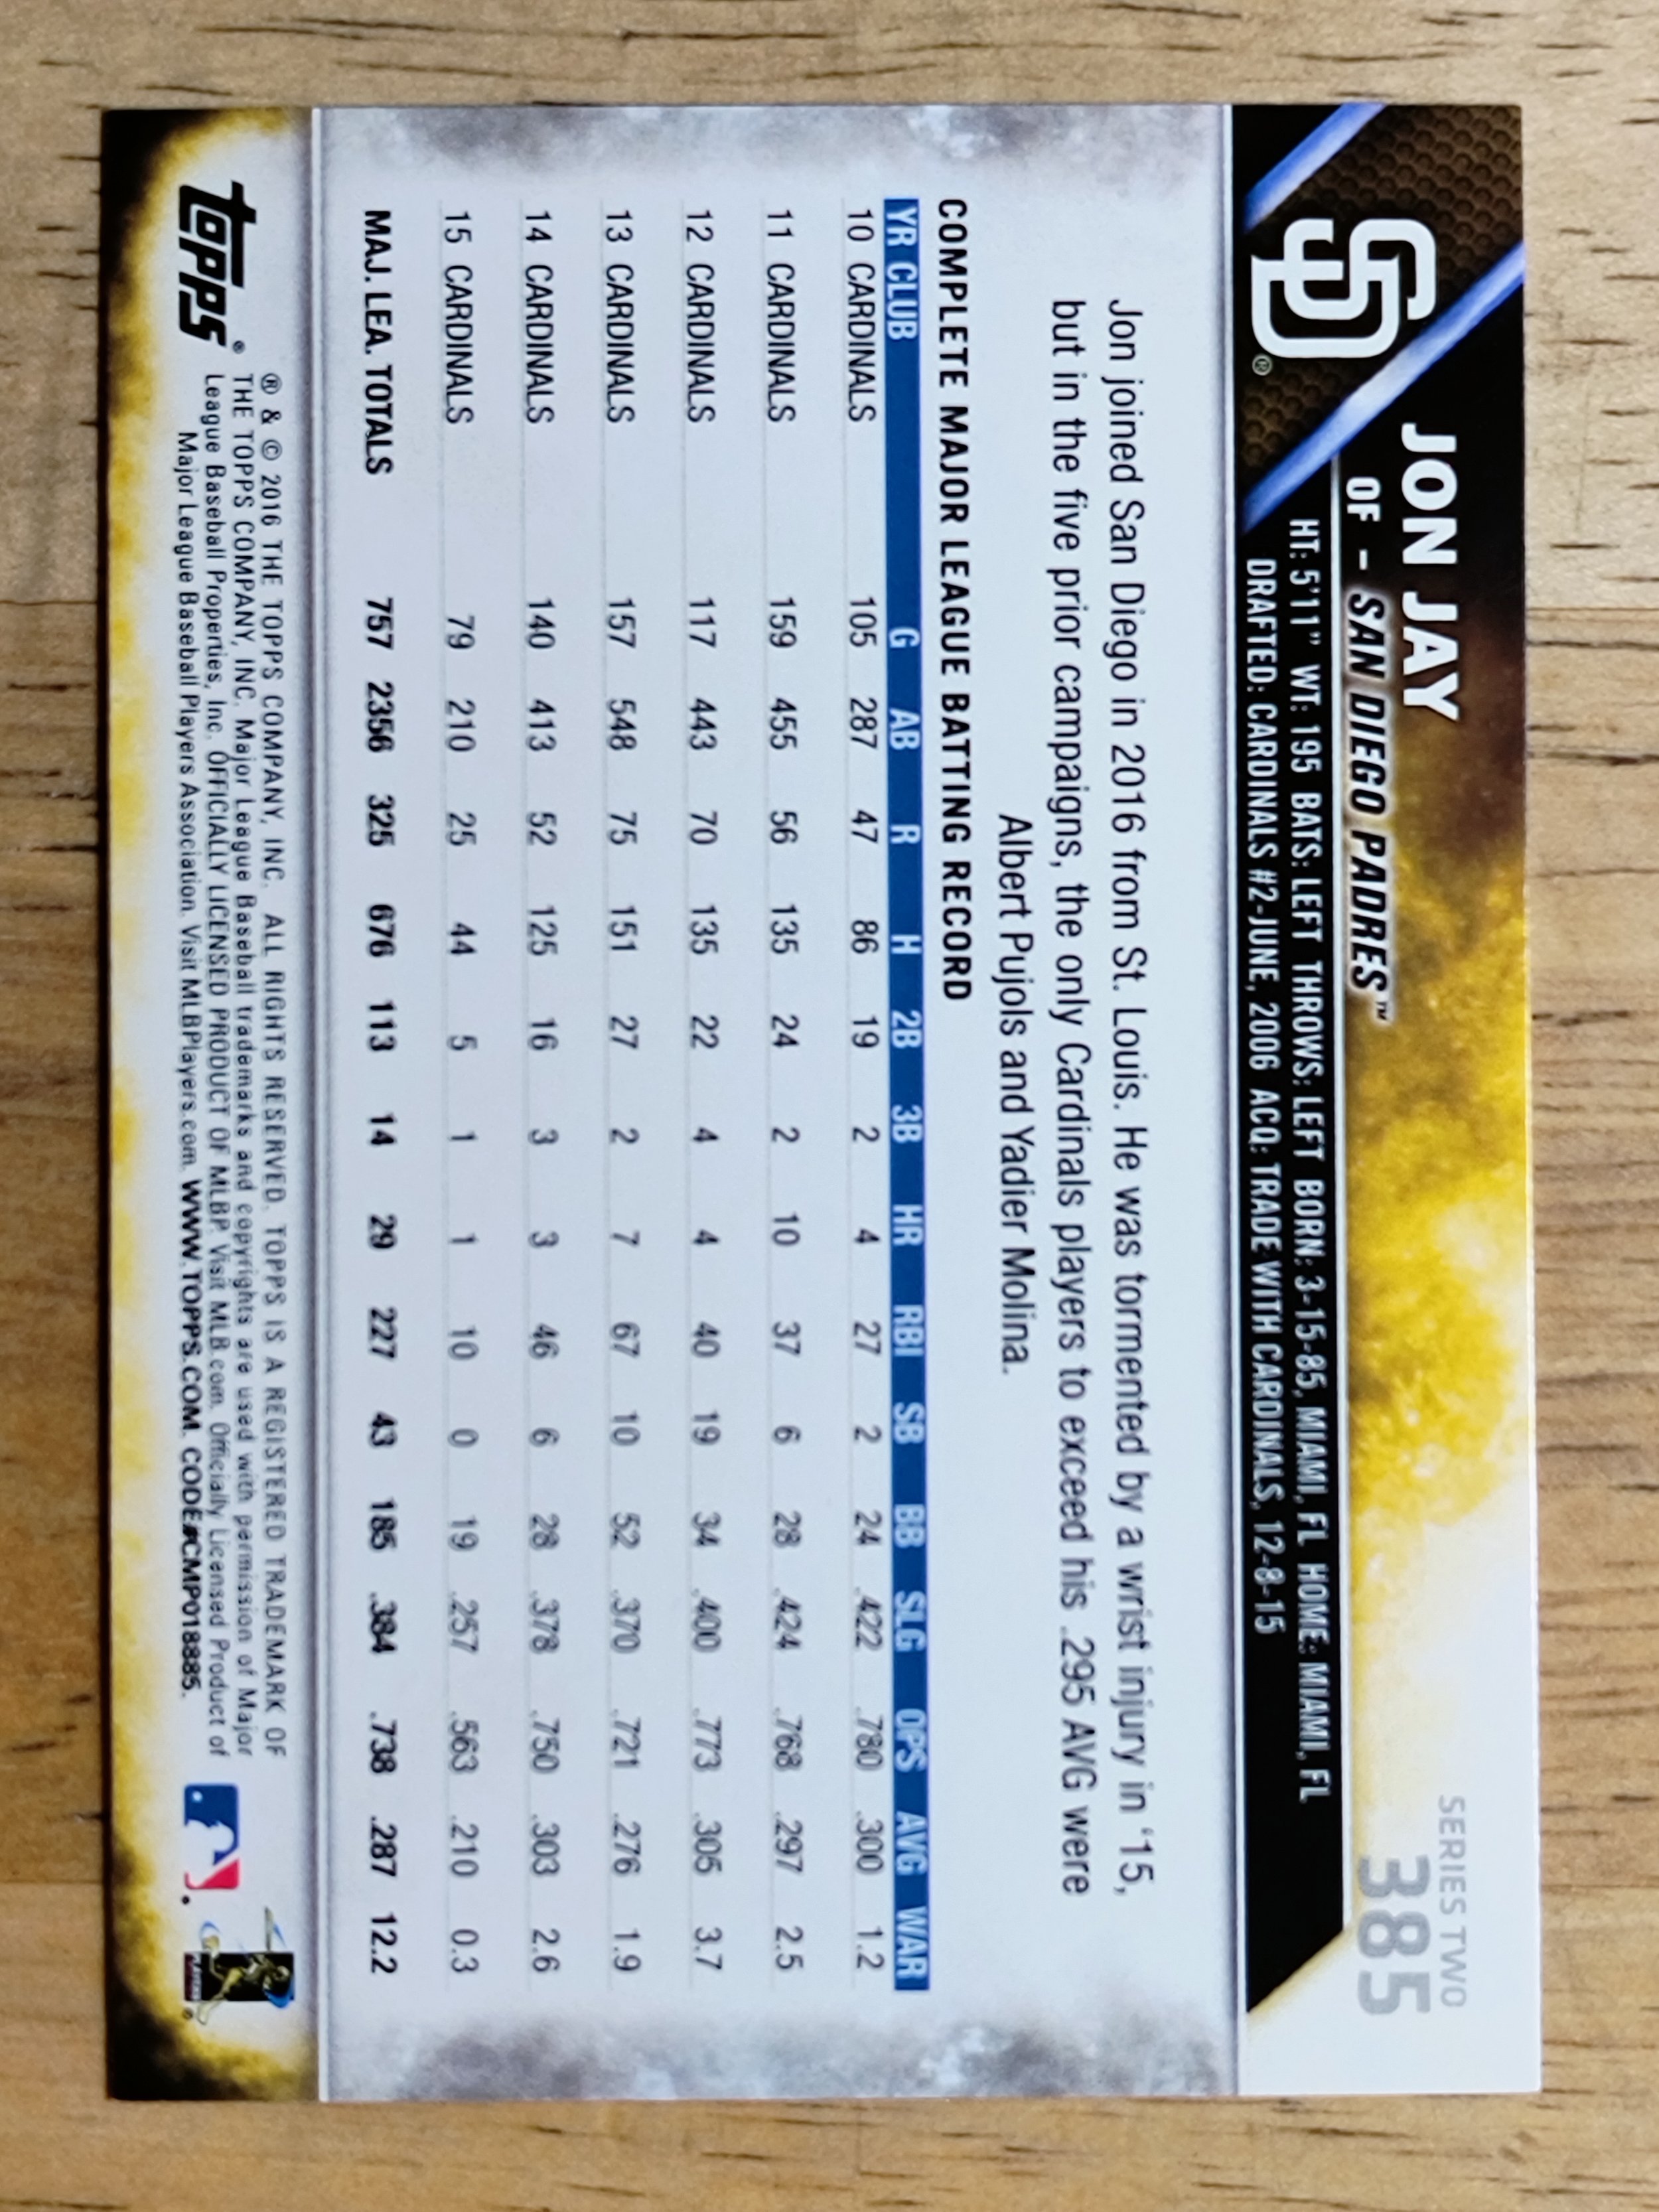 SERIES TWO
385
SD®
JON JAY
OF - SAN DIEGO PADRES™
HT: 5'11" WT: 195 BATS: LEFT THROWS: LEFT BORN: 3-15-85, MIAMI, FL HOME: MIAMI, FL
DRAFTED: CARDINALS #2-JUNE, 2006 ACQ: TRADE WITH CARDINALS, 12-8-15
Jon joined San Diego in 2016 from St. Louis. He was tormented by a wrist injury in '15,
but in the five prior campaigns, the only Cardinals players to exceed his .295 AVG were
Albert Pujols and Yadier Molina.
COMPLETE MAJOR LEAGUE BATTING RECORD
YR CLUB G AB R H 2B 3B HR RBI SB BB SLG OPS AVG WAR
10 CARDINALS 105 287 47 86 19 2 4 27 2 24 .422 .780 .300 1.2
11 CARDINALS 159 455 56 135 24 2 10 37 6 28 .424 .768 .297 2.5
12 CARDINALS 117 443 70 135 22 4 4 40 19 34 .400 .773 .305 3.7
13 CARDINALS 157 548 75 151 27 2 7 67 10 52 .370 .721 .276 1.9
14 CARDINALS 140 413 52 125 16 3 3 46 6 28 .378 .750 .303 2.6
15 CARDINALS 79 210 25 44 5 1 1 10 0 19 .257 .563 .210 0.3
MAJ. LEA. TOTALS 757 2356 325 676 113 14 29 227 43 185 .384 .738 .287 12.2
topps®
® & © 2016 THE TOPPS COMPANY, INC. ALL RIGHTS RESERVED. TOPPS IS A REGISTERED TRADEMARK OF
THE TOPPS COMPANY, INC. Major League Baseball trademarks and copyrights are used with permission of Major
League Baseball Properties, Inc. OFFICIALLY LICENSED PRODUCT OF MLBP. Visit MLB.com. Officially Licensed Product of
Major League Baseball Players Association. Visit MLBPlayers.com. WWW.TOPPS.COM. CODE#CMP01885.